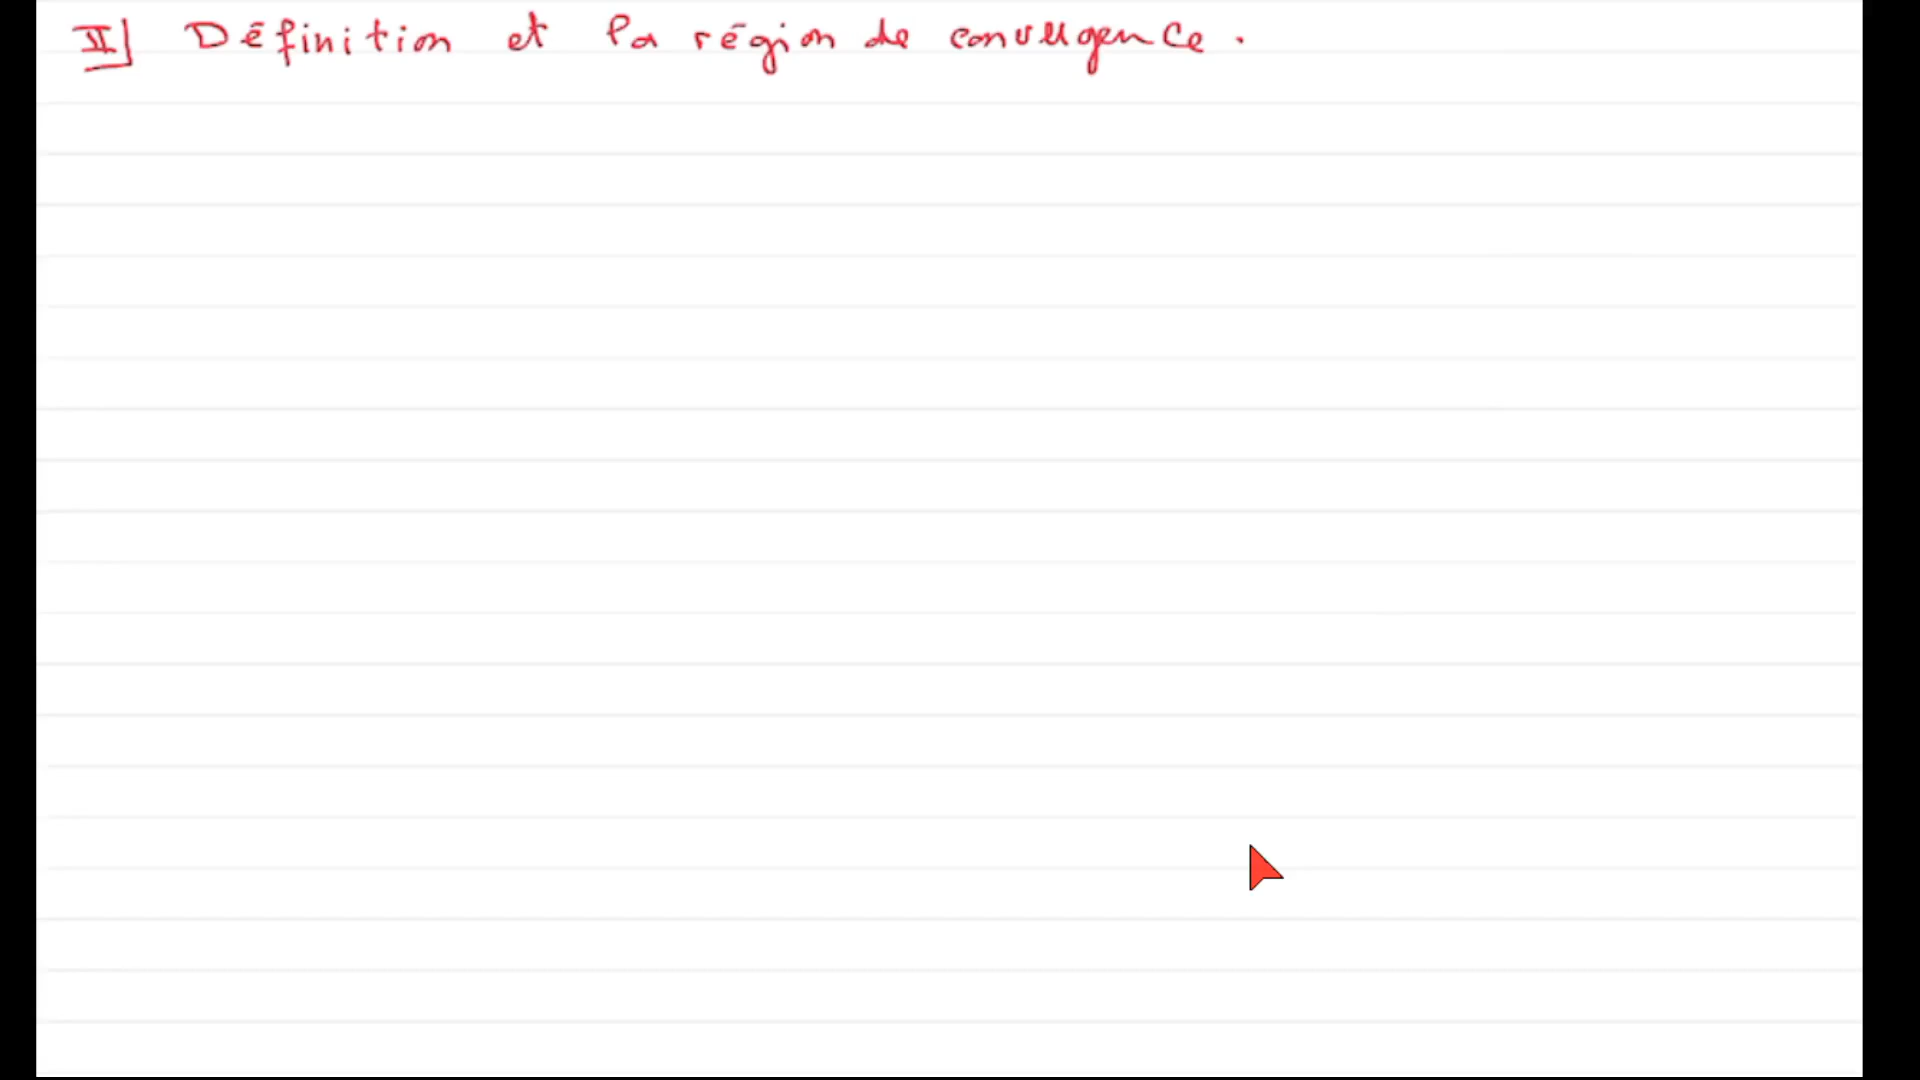 II] Définition et la région de convergence.